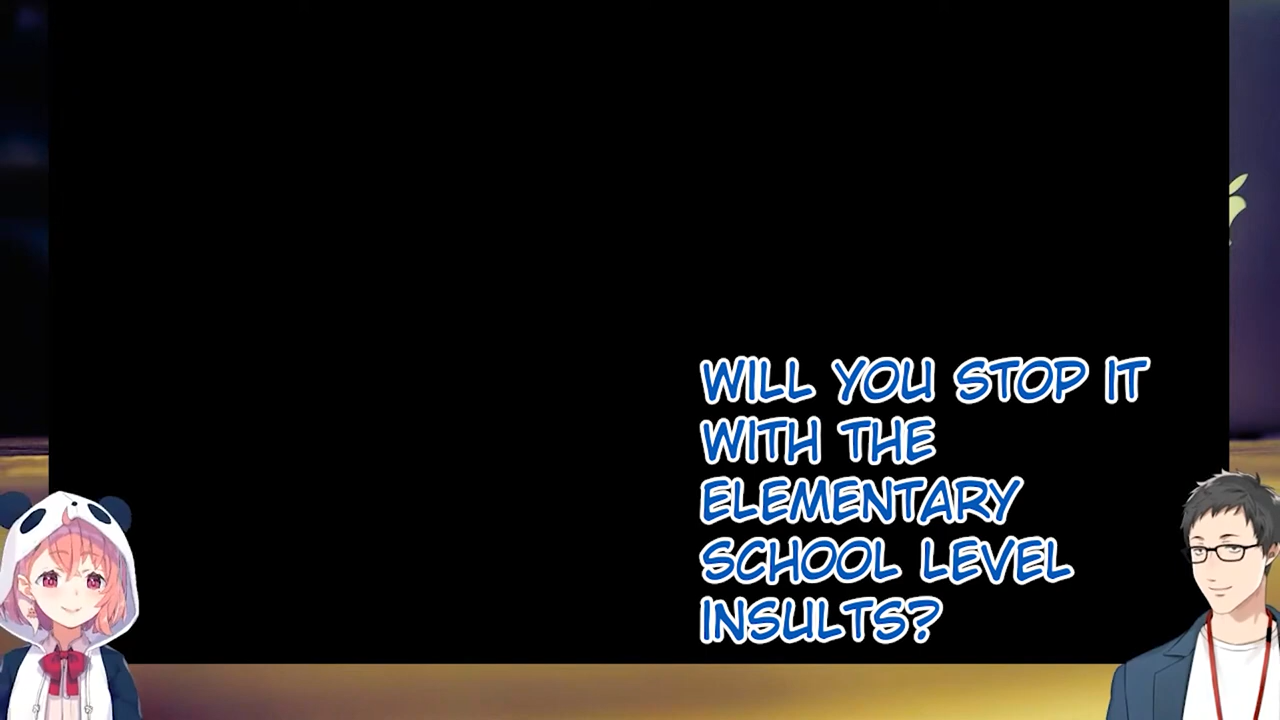 WILL YOU STOP IT
WITH THE
ELEMENTARY
SCHOOL LEVEL
INSULTS?